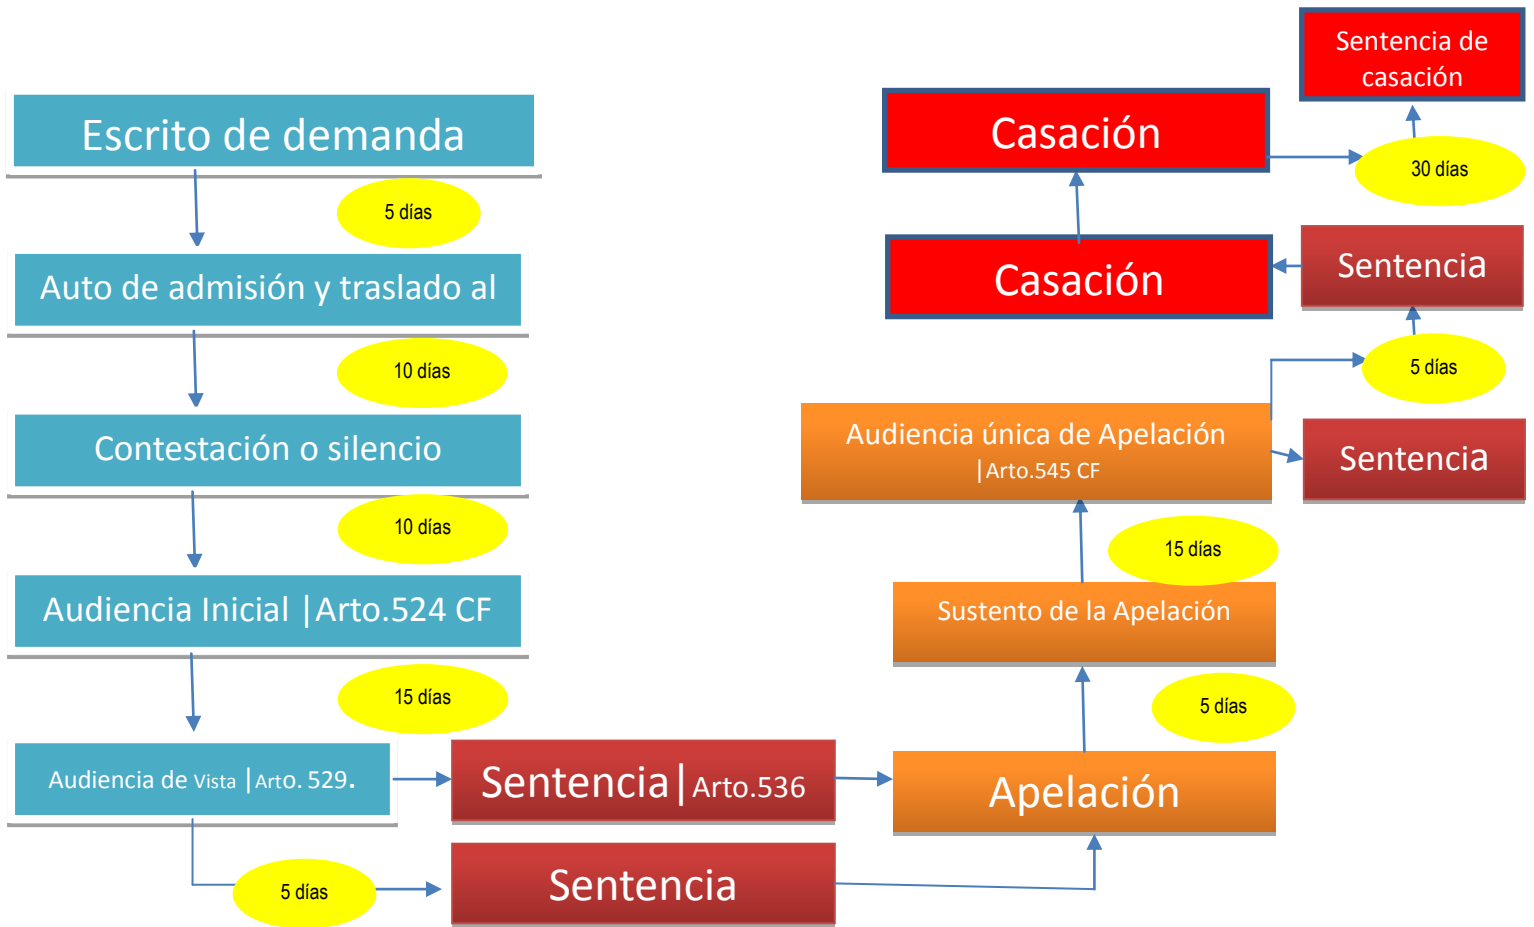 Escrito de demanda
5 días
Auto de admisión y traslado al
10 días
Contestación o silencio
10 días
Audiencia Inicial |Arto.524 CF
15 días
Audiencia de Vista |Arto. 529.
5 días
Sentencia|Arto.536
Sentencia
Apelación
5 días
Sustento de la Apelación
15 días
Audiencia única de Apelación
|Arto.545 CF
Sentencia
5 días
Sentencia
Casación
Casación
30 días
Sentencia de
casación